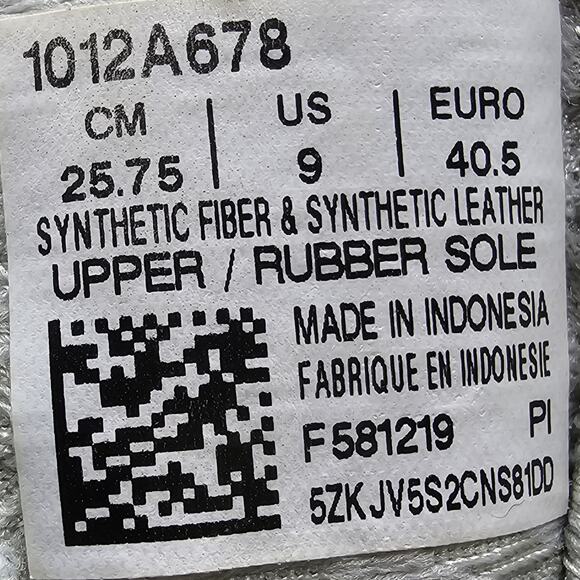 1012A678
CM US EURO
25.75 9 40.5
SYNTHETIC FIBER & SYNTHETIC LEATHER
UPPER / RUBBER SOLE
MADE IN INDONESIA
FABRIQUE EN INDONESIE
F581219 PI
5ZKJV5S2CNS81DD